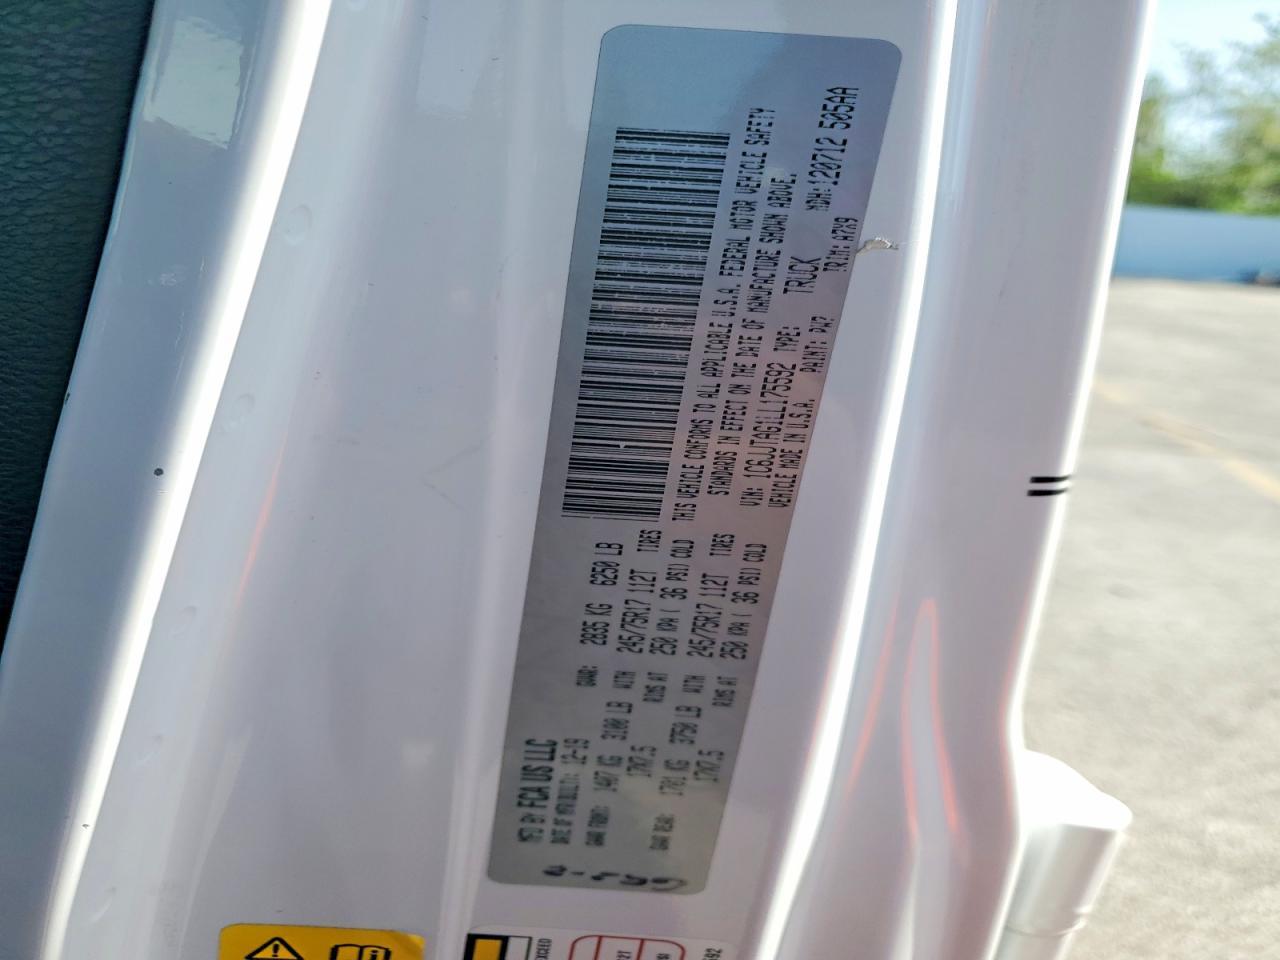 MFD BY FCA US LLC
DATE OF MFR/BUILT: 12-19 GVWR: 2835 KG 6250 LB
GAWR FRONT: 1407 KG 3100 LB WITH 245/75R17 112T TIRES
17X7.5 RIMS AT 250 KPA ( 36 PSI) COLD
GAWR REAR: 1701 KG 3750 LB WITH 245/75R17 112T TIRES
17X7.5 RIMS AT 250 KPA ( 36 PSI) COLD
THIS VEHICLE CONFORMS TO ALL APPLICABLE U.S.A. FEDERAL MOTOR VEHICLE SAFETY
STANDARDS IN EFFECT ON THE DATE OF MANUFACTURE SHOWN ABOVE.
VIN: 1C6JJTAG1LL175592 TYPE: TRUCK MDH: 120712 505AA
VEHICLE MADE IN U.S.A. PAINT: PW7 TRIM: A7X9
EXCEED
592